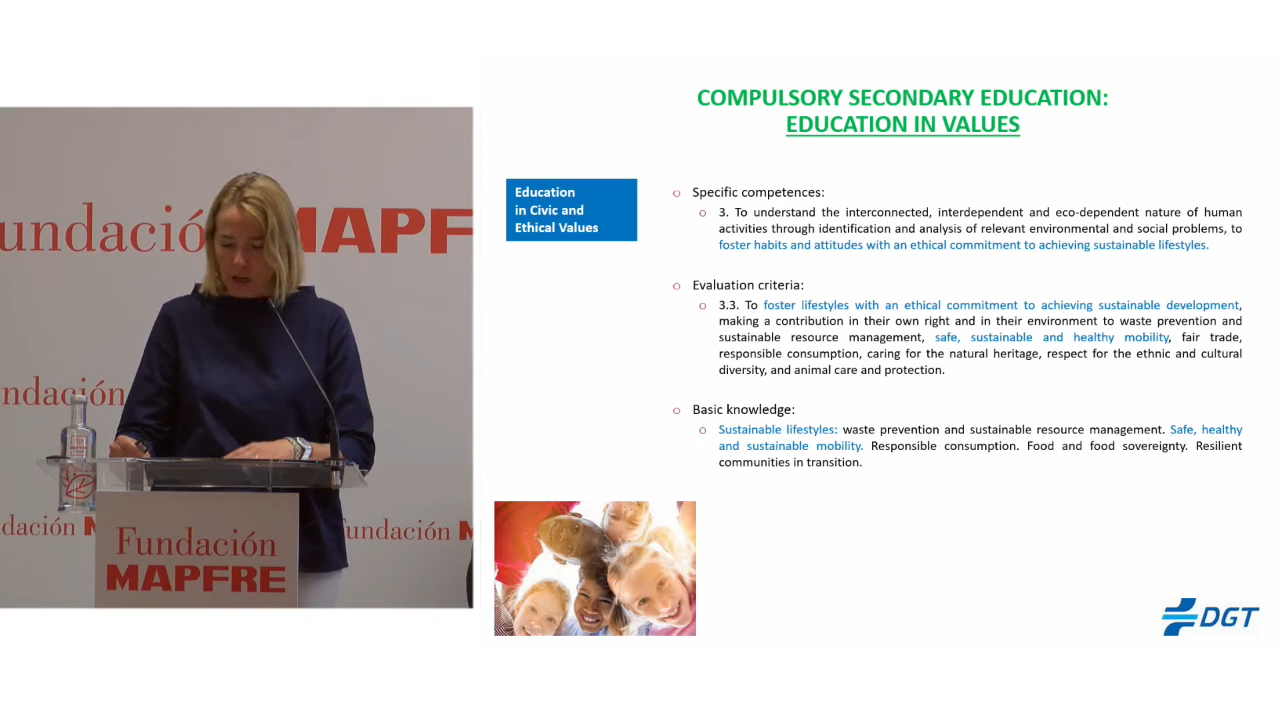 undació MAPF
ndación
dación M
undación M
Fundación
MAPFRE
COMPULSORY SECONDARY EDUCATION:
EDUCATION IN VALUES
Education
in Civic and
Ethical Values
o Specific competences:
o 3. To understand the interconnected, interdependent and eco-dependent nature of human
activities through identification and analysis of relevant environmental and social problems, to
foster habits and attitudes with an ethical commitment to achieving sustainable lifestyles.
o Evaluation criteria:
o 3.3. To foster lifestyles with an ethical commitment to achieving sustainable development,
making a contribution in their own right and in their environment to waste prevention and
sustainable resource management, safe, sustainable and healthy mobility, fair trade,
responsible consumption, caring for the natural heritage, respect for the ethnic and cultural
diversity, and animal care and protection.
o Basic knowledge:
o Sustainable lifestyles: waste prevention and sustainable resource management. Safe, healthy
and sustainable mobility. Responsible consumption. Food and food sovereignty. Resilient
communities in transition.
DGT